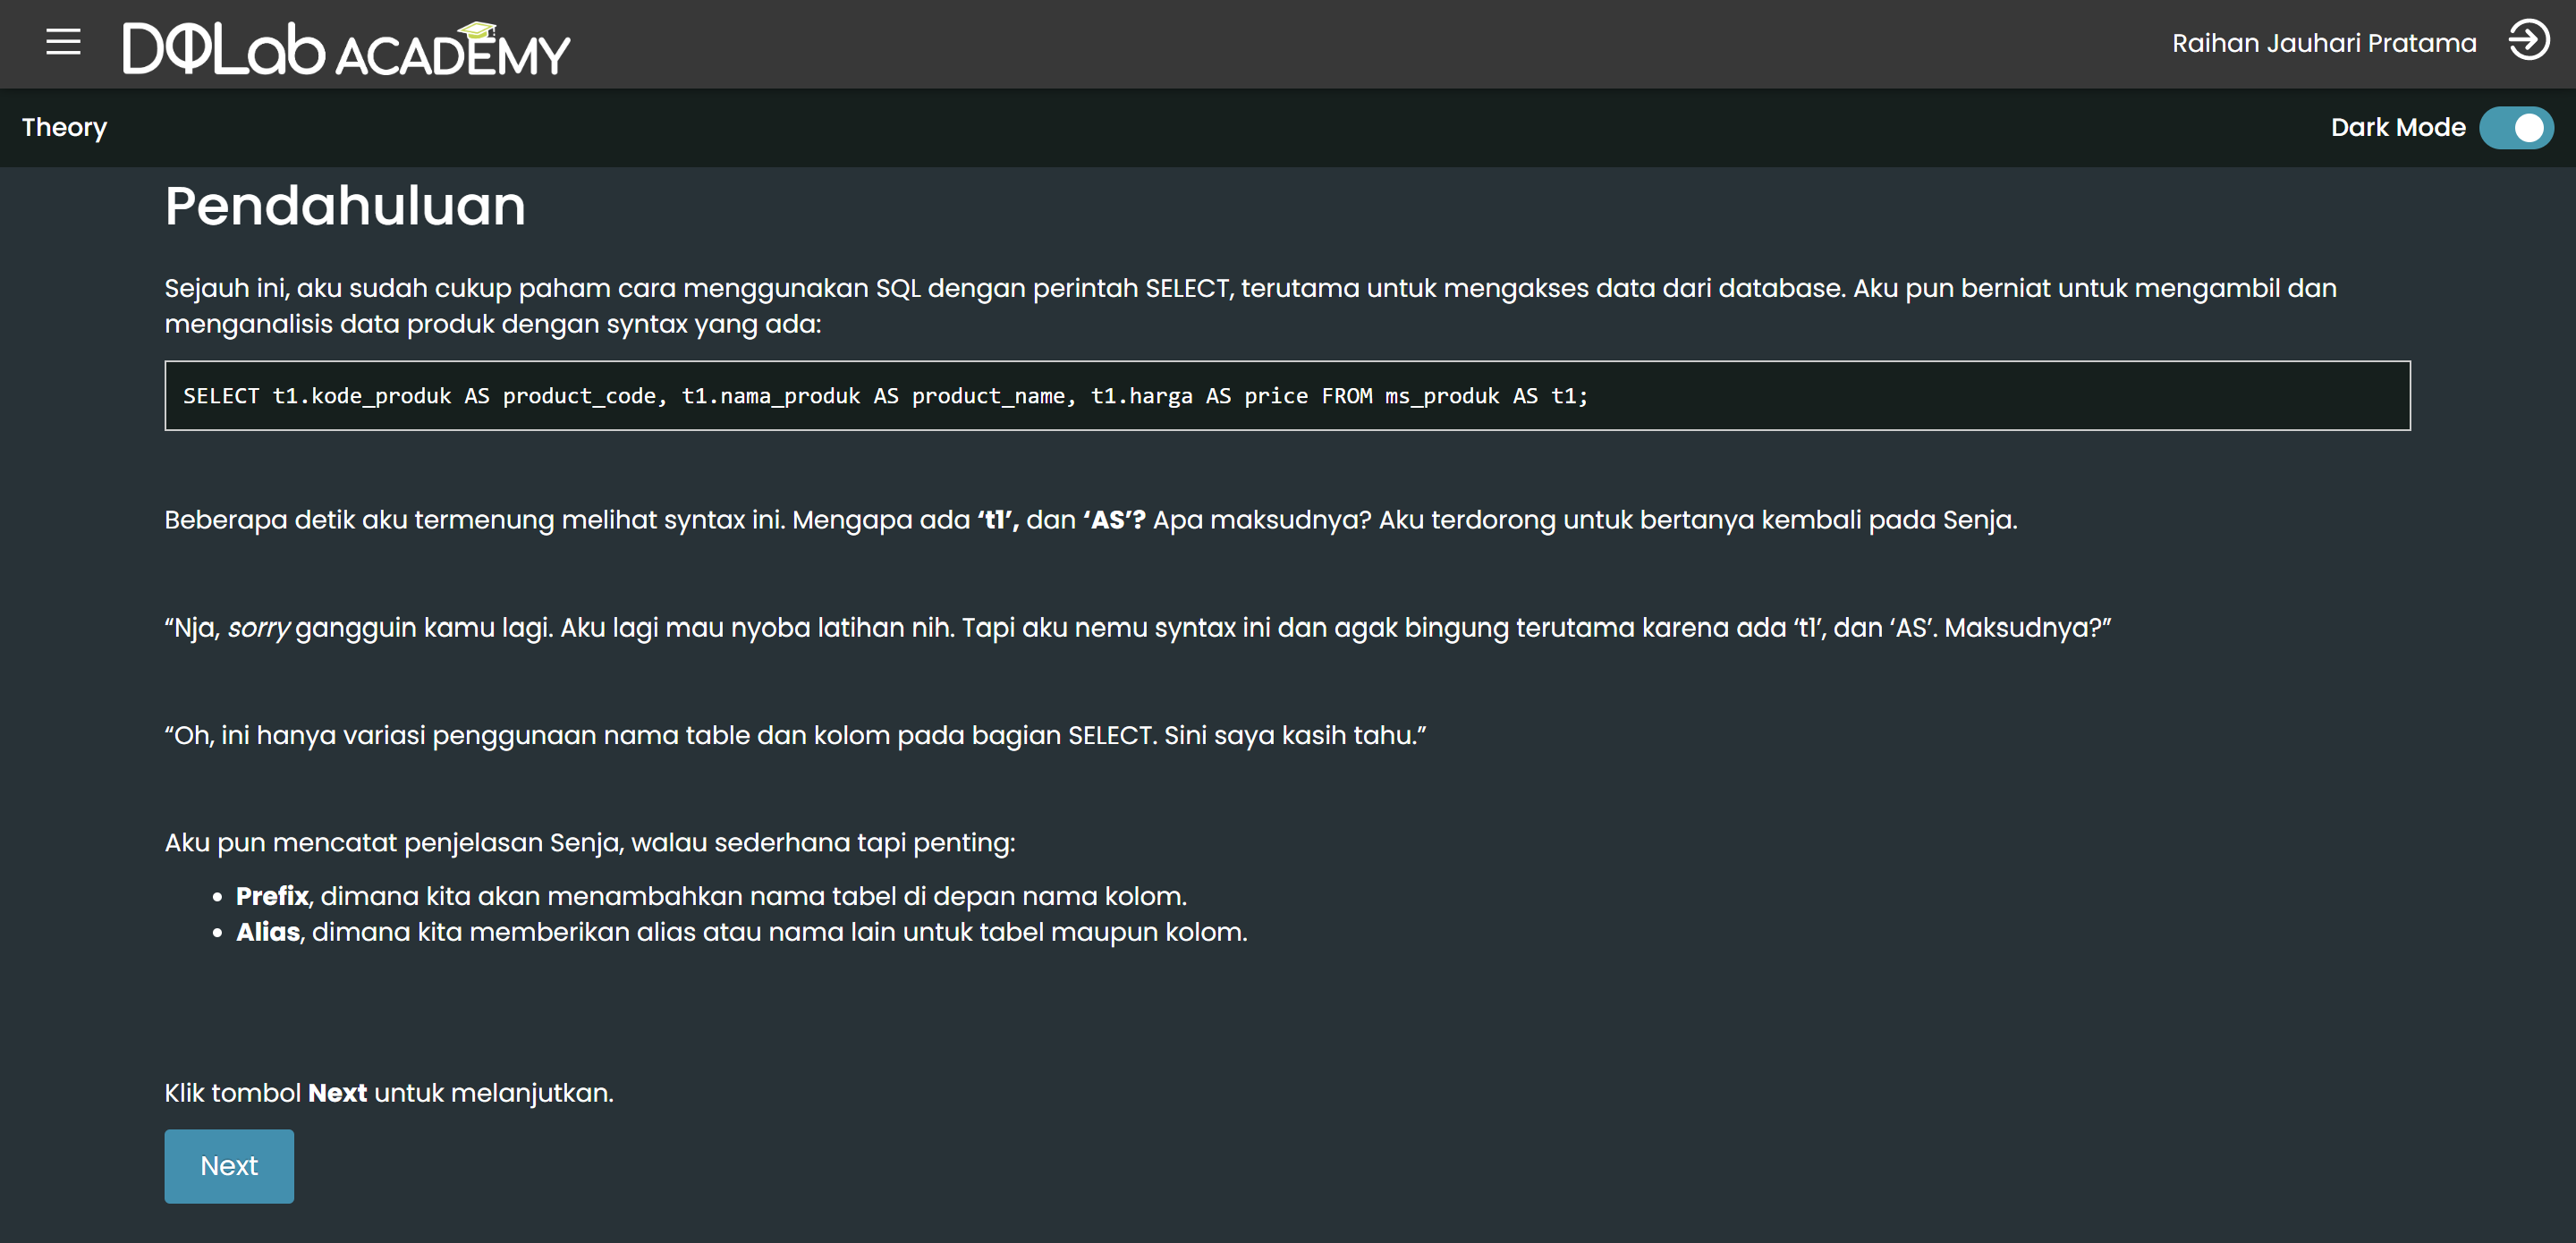 DQLab ACADEMY
Raihan Jauhari Pratama
Theory
Dark Mode
Pendahuluan
Sejauh ini, aku sudah cukup paham cara menggunakan SQL dengan perintah SELECT, terutama untuk mengakses data dari database. Aku pun berniat untuk mengambil dan
menganalisis data produk dengan syntax yang ada:
SELECT t1.kode_produk AS product_code, t1.nama_produk AS product_name, t1.harga AS price FROM ms_produk AS t1;
Beberapa detik aku termenung melihat syntax ini. Mengapa ada ‘t1’, dan ‘AS’? Apa maksudnya? Aku terdorong untuk bertanya kembali pada Senja.
“Nja, sorry gangguin kamu lagi. Aku lagi mau nyoba latihan nih. Tapi aku nemu syntax ini dan agak bingung terutama karena ada ‘t1’, dan ‘AS’. Maksudnya?”
“Oh, ini hanya variasi penggunaan nama table dan kolom pada bagian SELECT. Sini saya kasih tahu.”
Aku pun mencatat penjelasan Senja, walau sederhana tapi penting:
• Prefix, dimana kita akan menambahkan nama tabel di depan nama kolom.
• Alias, dimana kita memberikan alias atau nama lain untuk tabel maupun kolom.
Klik tombol Next untuk melanjutkan.
Next